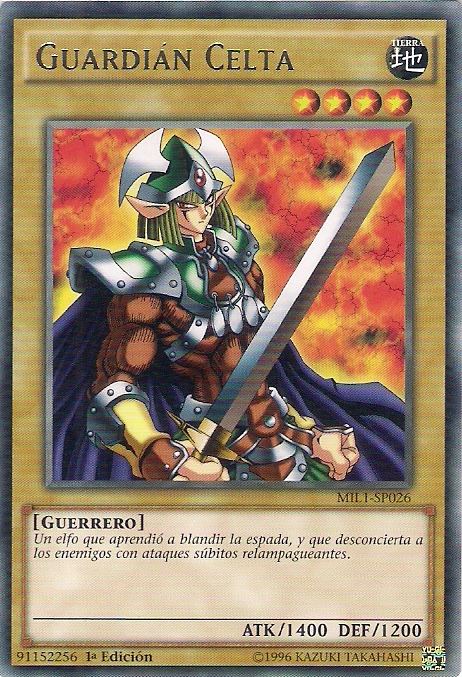 Guardián Celta
TIERRA
地
MIL1-SP026
[Guerrero]
Un elfo que aprendió a blandir la espada, y que desconcierta a
los enemigos con ataques súbitos relampagueantes.
ATK/1400 DEF/1200
91152256 1ª Edición ©1996 KAZUKI TAKAHASHI